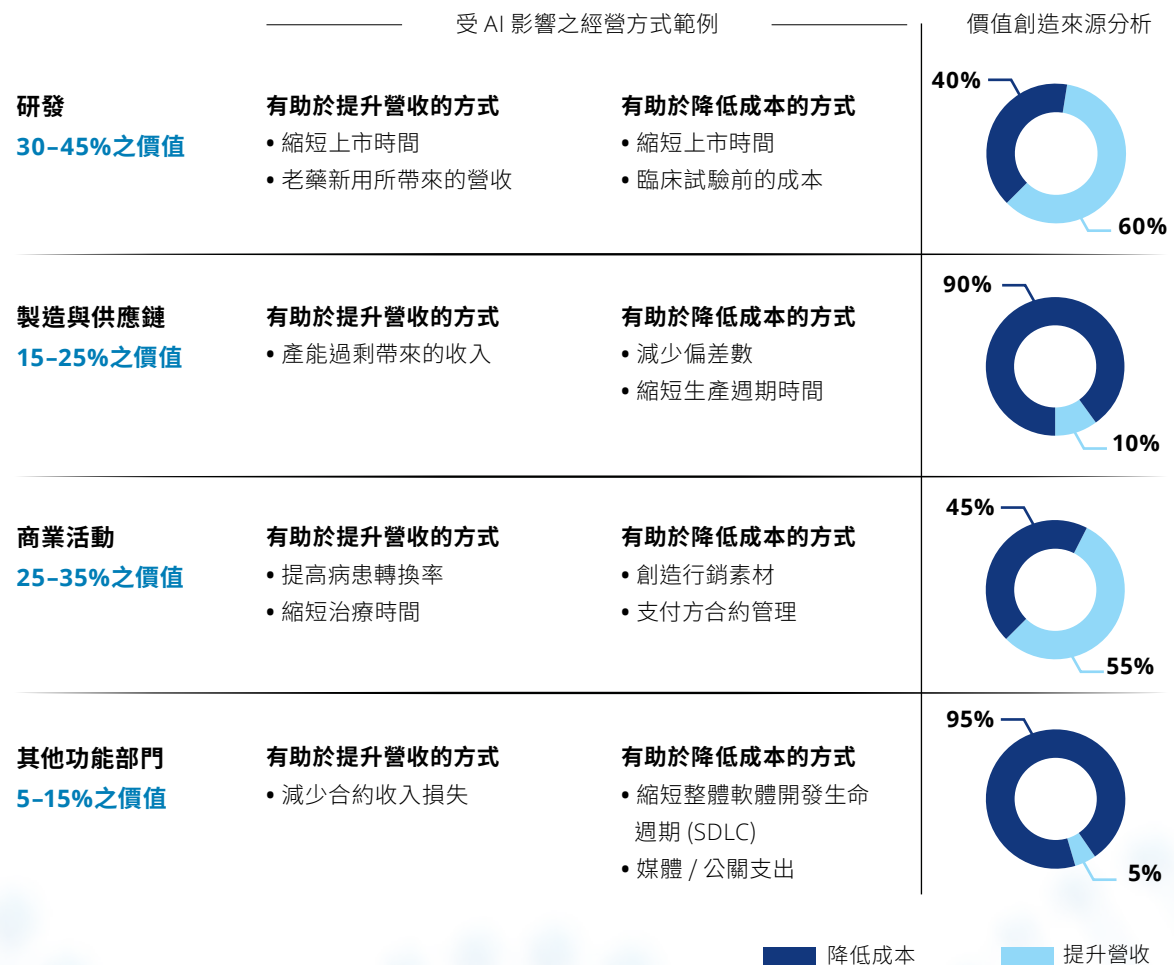 受 AI 影響之經營方式範例
價值創造來源分析
研發
30–45%之價值
有助於提升營收的方式
• 縮短上市時間
• 老藥新用所帶來的營收
有助於降低成本的方式
• 縮短上市時間
• 臨床試驗前的成本
40%
60%
製造與供應鏈
15–25%之價值
有助於提升營收的方式
• 產能過剩帶來的收入
有助於降低成本的方式
• 減少偏差數
• 縮短生產週期時間
90%
10%
商業活動
25–35%之價值
有助於提升營收的方式
• 提高病患轉換率
• 縮短治療時間
有助於降低成本的方式
• 創造行銷素材
• 支付方合約管理
45%
55%
其他功能部門
5–15%之價值
有助於提升營收的方式
• 減少合約收入損失
有助於降低成本的方式
• 縮短整體軟體開發生命
週期 (SDLC)
• 媒體 / 公關支出
95%
5%
降低成本
提升營收